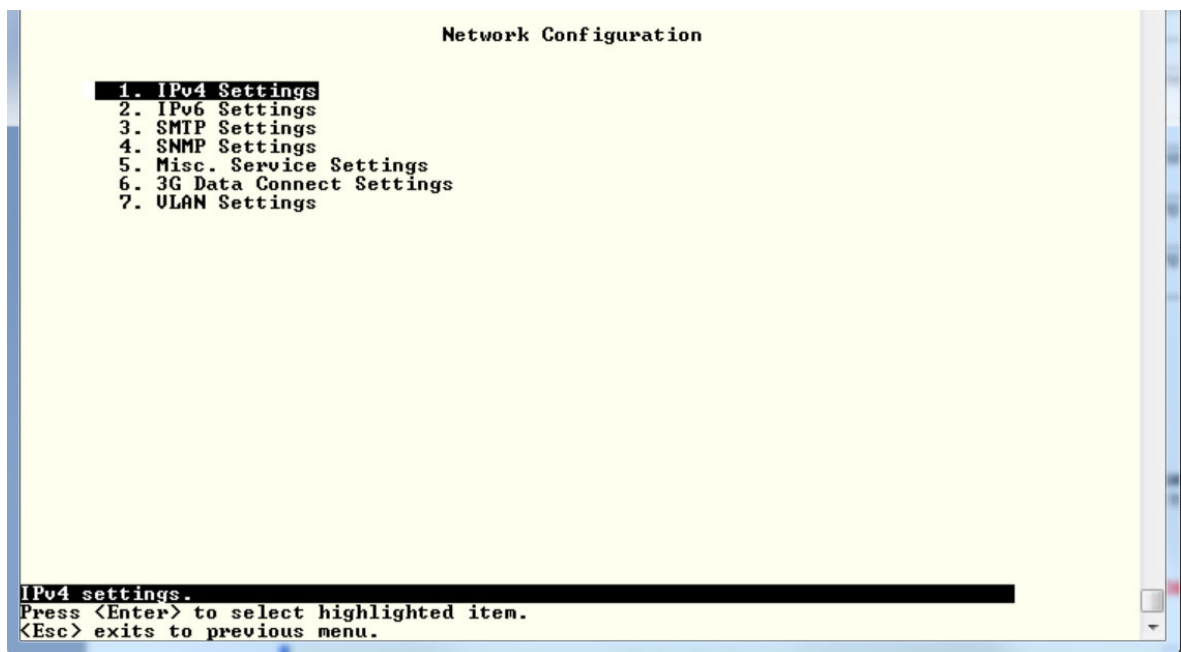 Network Configuration
1. IPv4 Settings
2. IPv6 Settings
3. SMTP Settings
4. SNMP Settings
5. Misc. Service Settings
6. 3G Data Connect Settings
7. VLAN Settings
IPv4 settings.
Press <Enter> to select highlighted item.
<Esc> exits to previous menu.